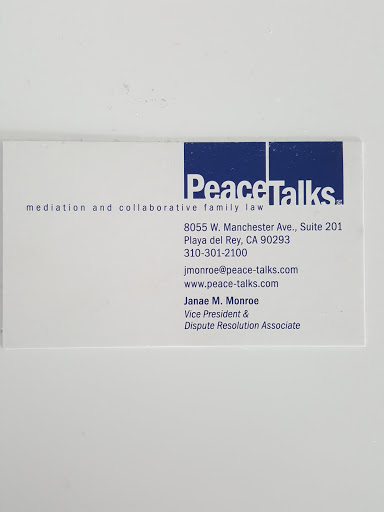 PeaceTalks
mediation and collaborative family law
8055 W. Manchester Ave., Suite 201
Playa del Rey, CA 90293
310-301-2100
jmonroe@peace-talks.com
www.peace-talks.com
Janae M. Monroe
Vice President &
Dispute Resolution Associate